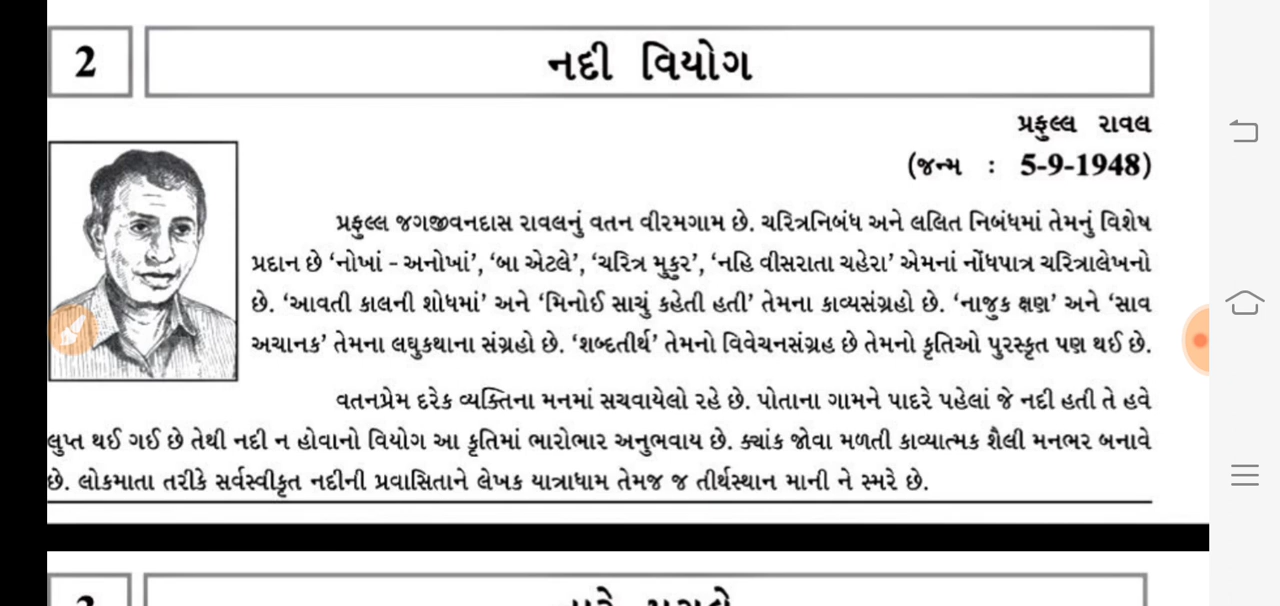 2
નદી વિયોગ
પ્રફુલ્લ રાવલ
(જન્મ : 5-9-1948)
પ્રફુલ્લ જગજીવનદાસ રાવલનું વતન વીરમગામ છે. ચરિત્રનિબંધ અને લલિત નિબંધમાં તેમનું વિશેષ
પ્રદાન છે ‘નોખાં – અનોખાં’, ‘બા એટલે’, ‘ચરિત્ર મુકુર’, ‘નહિ વીસરાતા ચહેરા’ એમનાં નોંધપાત્ર ચરિત્રાલેખનો
છે. ‘આવતી કાલની શોધમાં’ અને ‘મિનોઈ સાચું કહેતી હતી’ તેમના કાવ્યસંગ્રહો છે. ‘નાજુક ક્ષણ’ અને ‘સાવ
અચાનક’ તેમના લઘુકથાના સંગ્રહો છે. ‘શબ્દતીર્થ’ તેમનો વિવેચનસંગ્રહ છે તેમનો કૃતિઓ પુરસ્કૃત પણ થઈ છે.
વતનપ્રેમ દરેક વ્યક્તિના મનમાં સચવાયેલો રહે છે. પોતાના ગામને પાદરે પહેલાં જે નદી હતી તે હવે
લુપ્ત થઈ ગઈ છે તેથી નદી ન હોવાનો વિયોગ આ કૃતિમાં ભારોભાર અનુભવાય છે. ક્યાંક જોવા મળતી કાવ્યાત્મક શૈલી મનભર બનાવે
છે. લોકમાતા તરીકે સર્વસ્વીકૃત નદીની પ્રવાસિતાને લેખક યાત્રાધામ તેમજ જ તીર્થસ્થાન માની ને સ્મરે છે.